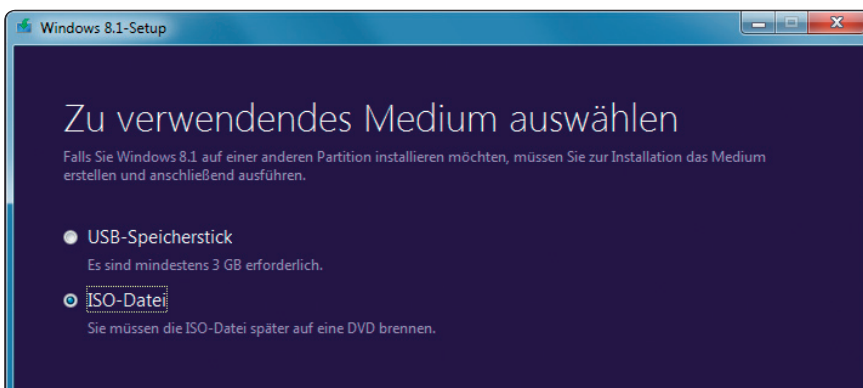 Windows 8.1-Setup
Zu verwendendes Medium auswählen
Falls Sie Windows 8.1 auf einer anderen Partition installieren möchten, müssen Sie zur Installation das Medium
erstellen und anschließend ausführen.
USB-Speicherstick
Es sind mindestens 3 GB erforderlich.
ISO-Datei
Sie müssen die ISO-Datei später auf eine DVD brennen.